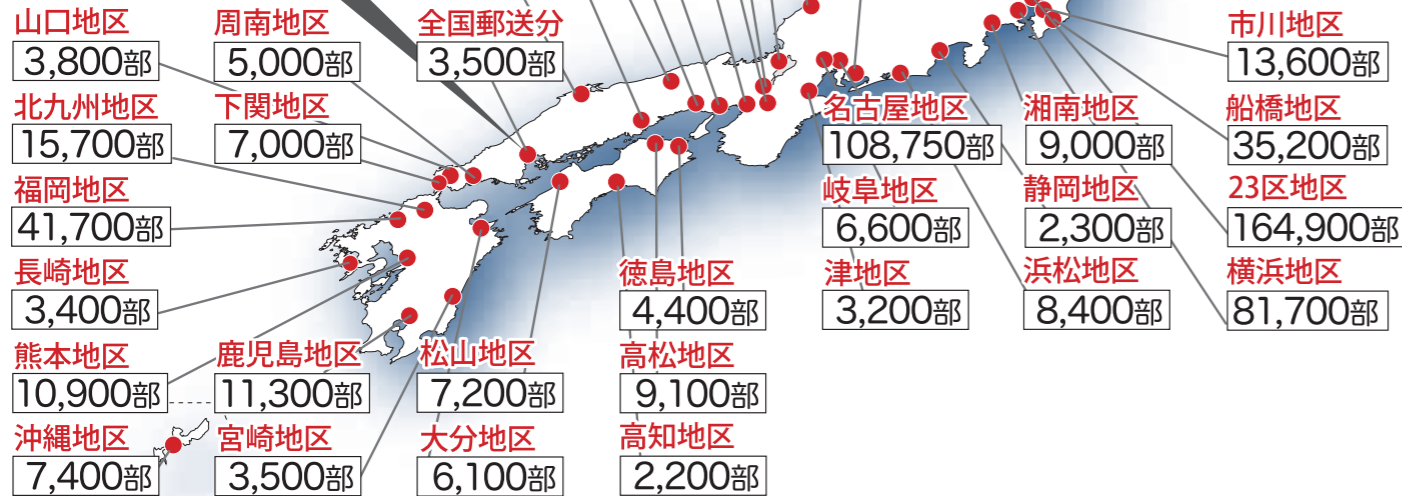 山口地区
3,800部
周南地区
5,000部
全国郵送分
3,500部
市川地区
13,600部
北九州地区
15,700部
下関地区
7,000部
名古屋地区
108,750部
湘南地区
9,000部
船橋地区
35,200部
福岡地区
41,700部
岐阜地区
6,600部
静岡地区
2,300部
23区地区
164,900部
長崎地区
3,400部
徳島地区
4,400部
津地区
3,200部
浜松地区
8,400部
横浜地区
81,700部
熊本地区
10,900部
鹿児島地区
11,300部
松山地区
7,200部
高松地区
9,100部
沖縄地区
7,400部
宮崎地区
3,500部
大分地区
6,100部
高知地区
2,200部